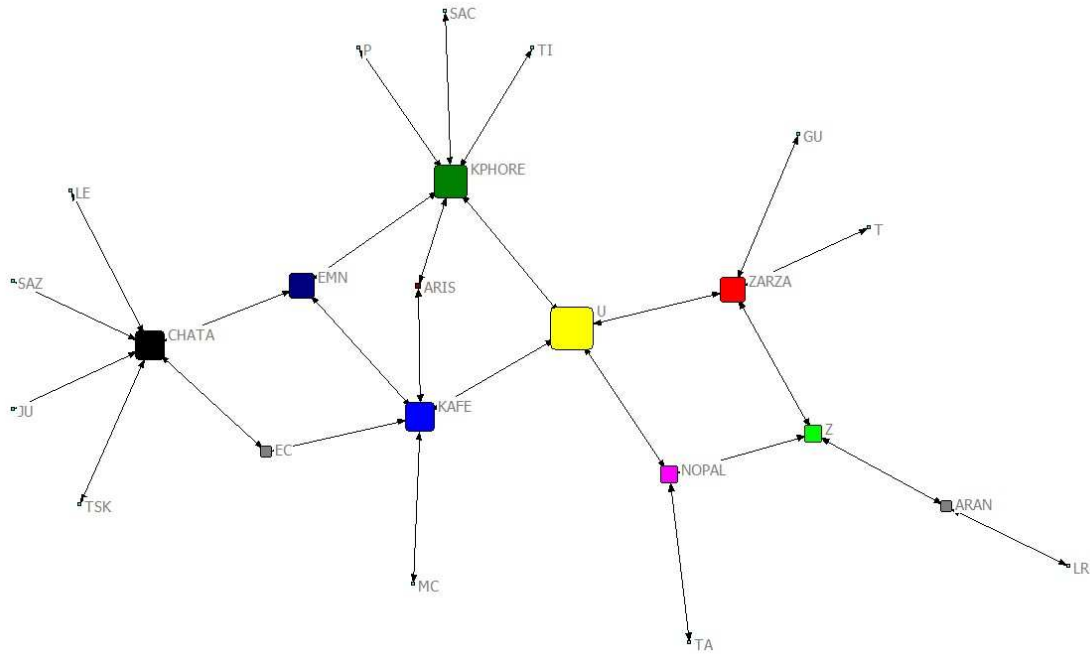 SAC
P
TI
GU
KPHORE
LE
T
EMN
SAZ
ARIS
ZARZA
U
CHATA
KAFE
JU
Z
EC
NOPAL
TSK
ARAN
LR
MC
TA